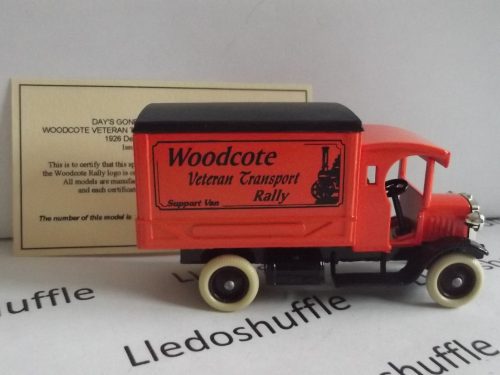 DAY'S GONE
WOODCOTE VETERAN T
1926 De
This is to certify that this sp
the Woodcote Rally logo is c
All models are manufa
and each certificat
The number of this model is
Woodcote
Veteran Transport
Rally
Support Van
Lledoshuffle
shuffle
Lledoshuffle